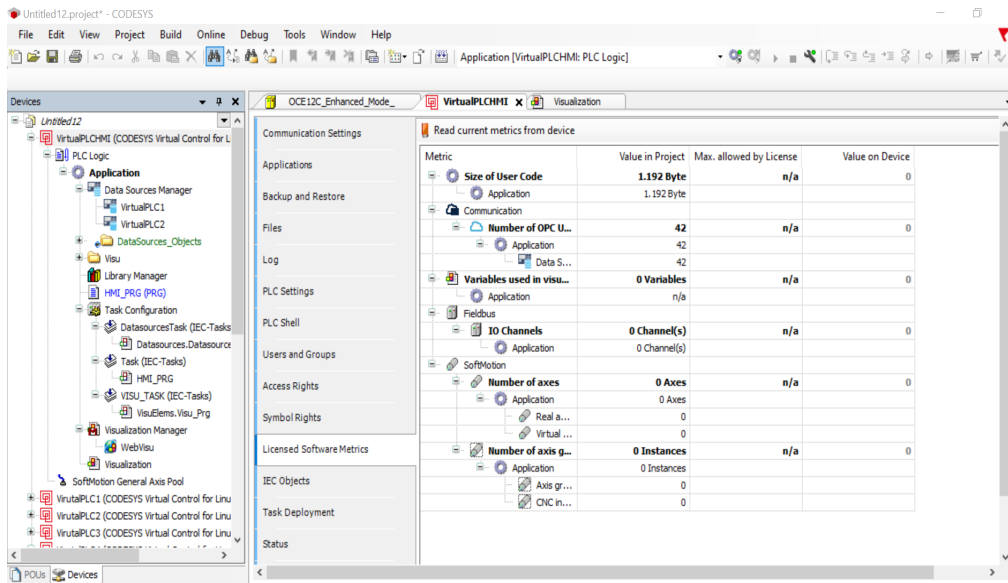 Untitled12.project* - CODESYS
File Edit View Project Build Online Debug Tools Window Help
Application [VirtualPLCHMI: PLC Logic]
Devices
Untitled12
VirtualPLCHMI (CODESYS Virtual Control for L
PLC Logic
Application
Data Sources Manager
VirtualPLC1
VirtualPLC2
DataSources_Objects
Visu
Library Manager
HMI_PRG (PRG)
Task Configuration
DatasourcesTask (IEC-Tasks
Datasources.Datasource
Task (IEC-Tasks)
HMI_PRG
VISU_TASK (IEC-Tasks)
VisuElems.Visu_Prg
Visualization Manager
WebVisu
Visualization
SoftMotion General Axis Pool
VirutalPLC1 (CODESYS Virtual Control for Linu
VirutalPLC2 (CODESYS Virtual Control for Linu
VirutalPLC3 (CODESYS Virtual Control for Linu
POUs Devices
OCE12C_Enhanced_Mode_ VirtualPLCHMI Visualization
Communication Settings
Applications
Backup and Restore
Files
Log
PLC Settings
PLC Shell
Users and Groups
Access Rights
Symbol Rights
Licensed Software Metrics
IEC Objects
Task Deployment
Status
Read current metrics from device
Metric Value in Project Max. allowed by License Value on Device
Size of User Code 1.192 Byte n/a 0
Application 1.192 Byte
Communication
Number of OPC U... 42 n/a 0
Application 42
Data S... 42
Variables used in visu... 0 Variables n/a 0
Application n/a
Fieldbus
IO Channels 0 Channel(s) n/a 0
Application 0 Channel(s)
SoftMotion
Number of axes 0 Axes n/a 0
Application 0 Axes
Real a... 0
Virtual ... 0
Number of axis g... 0 Instances n/a 0
Application 0 Instances
Axis gr... 0
CNC in... 0